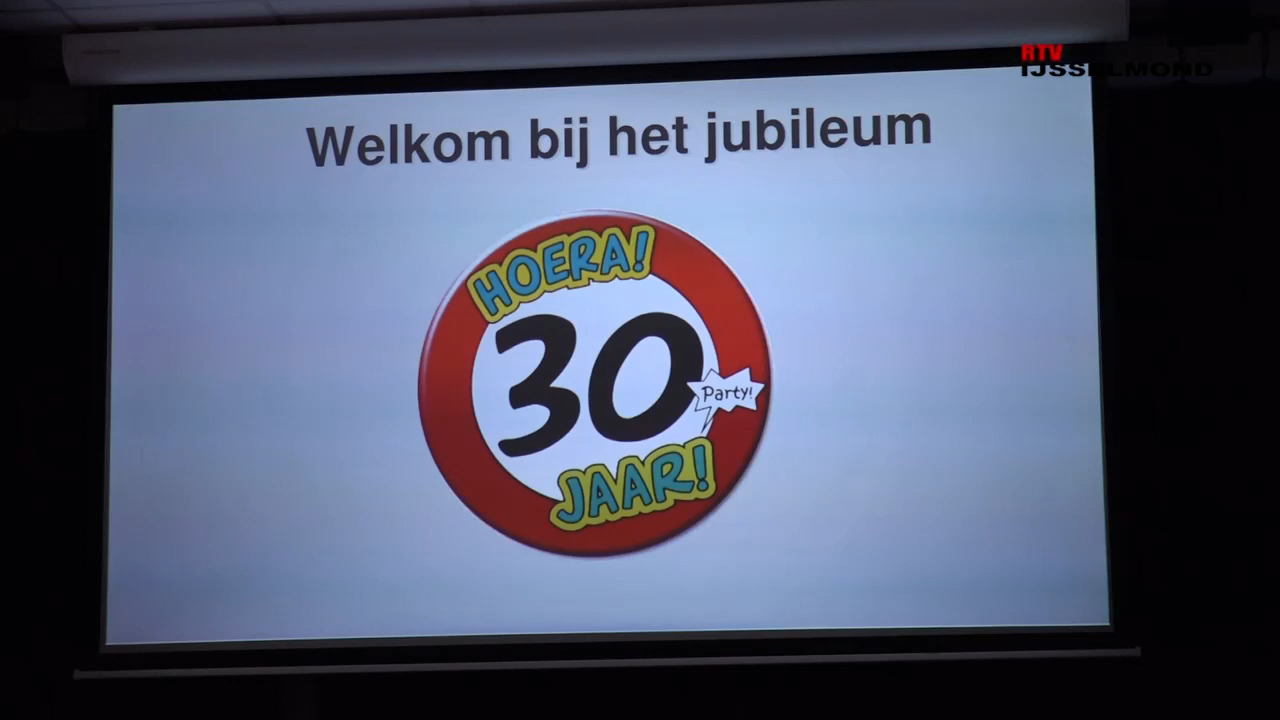 RTV
IJSSELMOND
Welkom bij het jubileum
HOERA!
30
Party!
JAAR!